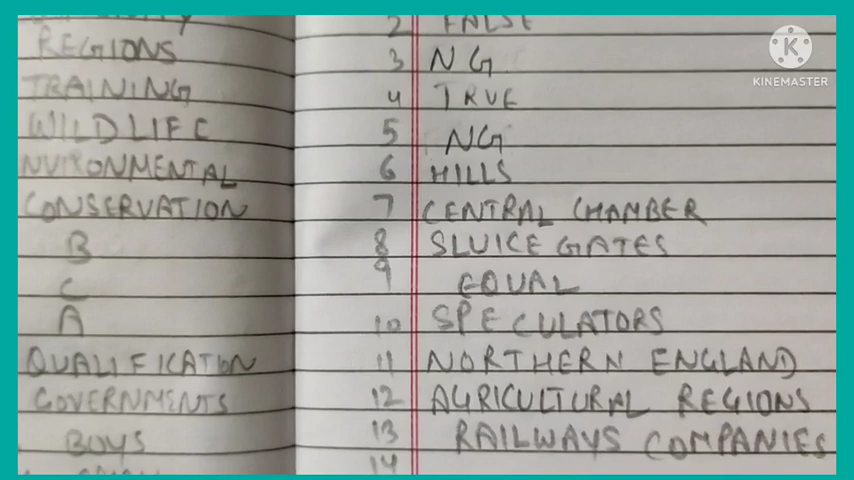 REGIONS
TRAINING
WILDLIFE
NVIRONMENTAL
CONSERVATION
B
C
A
QUALIFICATION
GOVERNMENTS
BOYS
2 FALSE
3 NG
4 TRUE
5 NG
6 HILLS
7 CENTRAL CHAMBER
8 SLUICE GATES
9 EQUAL
10 SPECULATORS
11 NORTHERN ENGLAND
12 AGRICULTURAL REGIONS
13 RAILWAYS COMPANIES
14
KINEMASTER